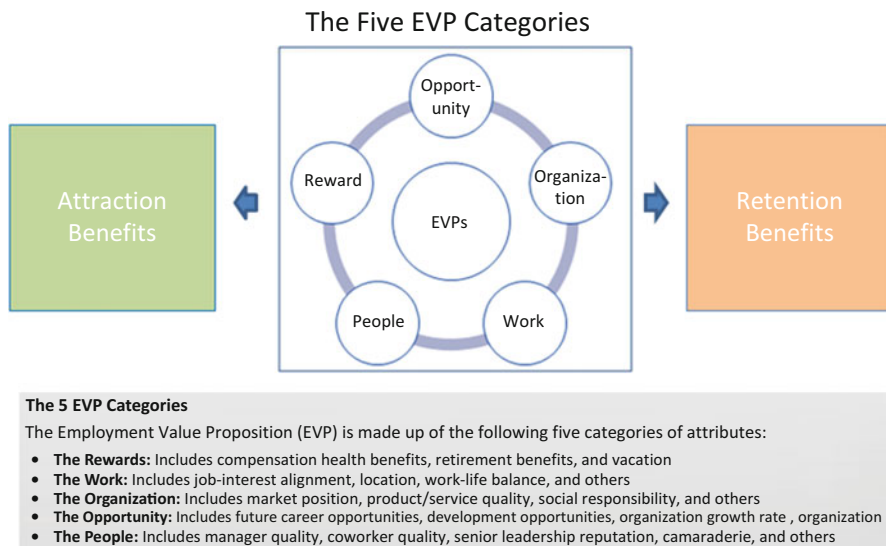 The Five EVP Categories
Opport-
unity
Reward
Organiza-
tion
EVPs
People
Work
Attraction
Benefits
Retention
Benefits
The 5 EVP Categories
The Employment Value Proposition (EVP) is made up of the following five categories of attributes:
• The Rewards: Includes compensation health benefits, retirement benefits, and vacation
• The Work: Includes job-interest alignment, location, work-life balance, and others
• The Organization: Includes market position, product/service quality, social responsibility, and others
• The Opportunity: Includes future career opportunities, development opportunities, organization growth rate , organization
• The People: Includes manager quality, coworker quality, senior leadership reputation, camaraderie, and others